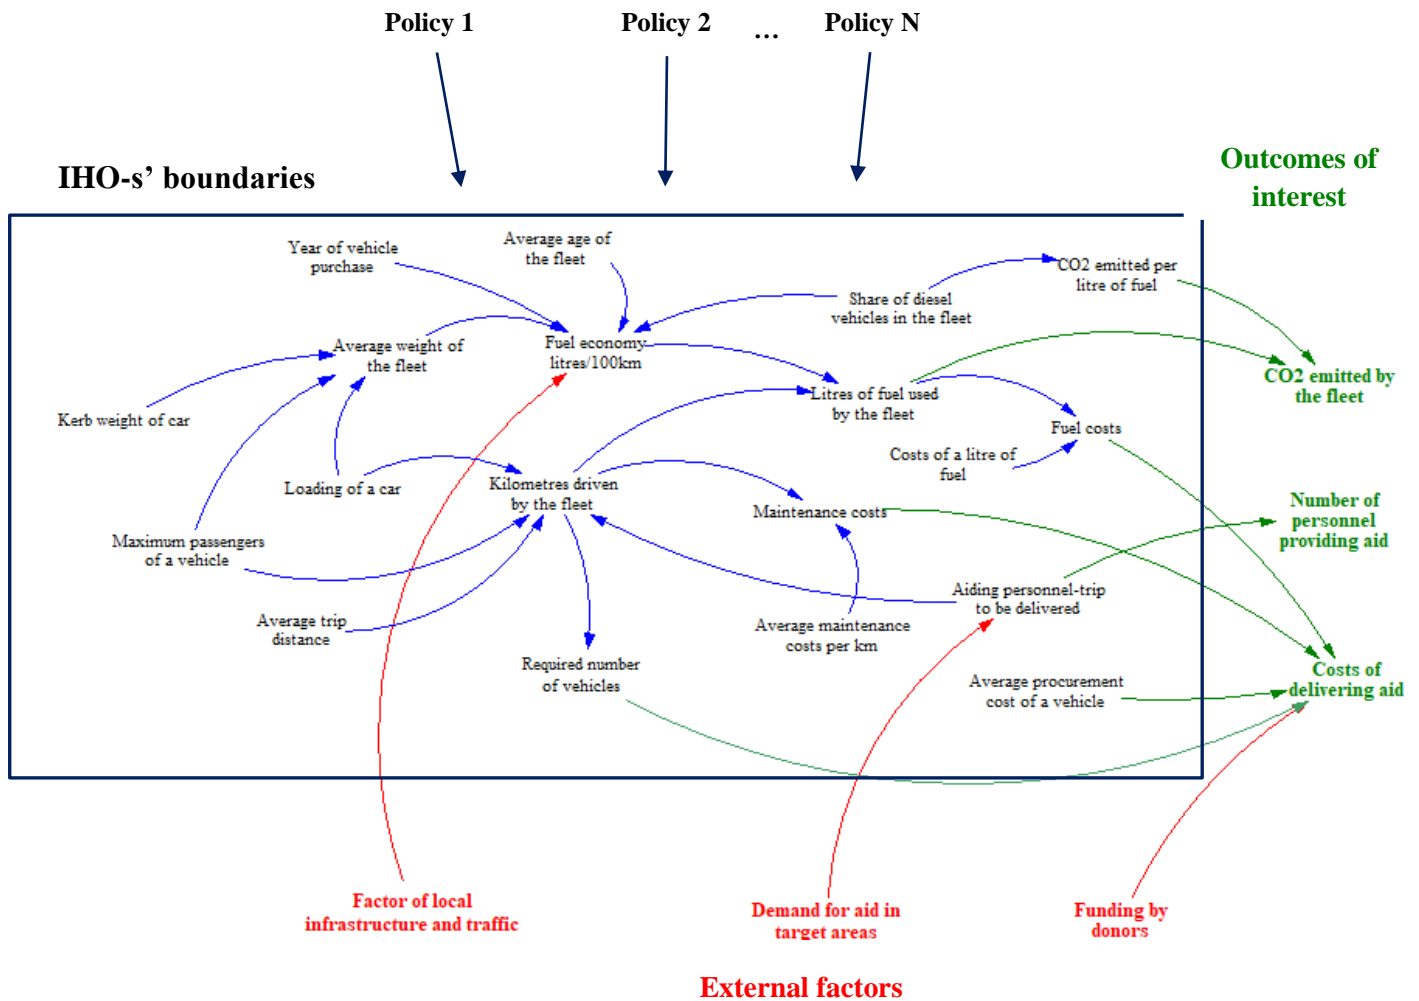 Policy 1
Policy 2
...
Policy N
IHO-s’ boundaries
Outcomes of
interest
Year of vehicle
purchase
Average age of
the fleet
CO2 emitted per
litre of fuel
Share of diesel
vehicles in the fleet
Average weight of
the fleet
Fuel economy
litres/100km
CO2 emitted by
the fleet
Litres of fuel used
by the fleet
Kerb weight of car
Fuel costs
Costs of a litre of
fuel
Loading of a car
Kilometres driven
by the fleet
Maintenance costs
Number of
personnel
providing aid
Maximum passengers
of a vehicle
Aiding personnel-trip
to be delivered
Average trip
distance
Average maintenance
costs per km
Required number
of vehicles
Average procurement
cost of a vehicle
Costs of
delivering aid
Factor of local
infrastructure and traffic
Demand for aid in
target areas
Funding by
donors
External factors